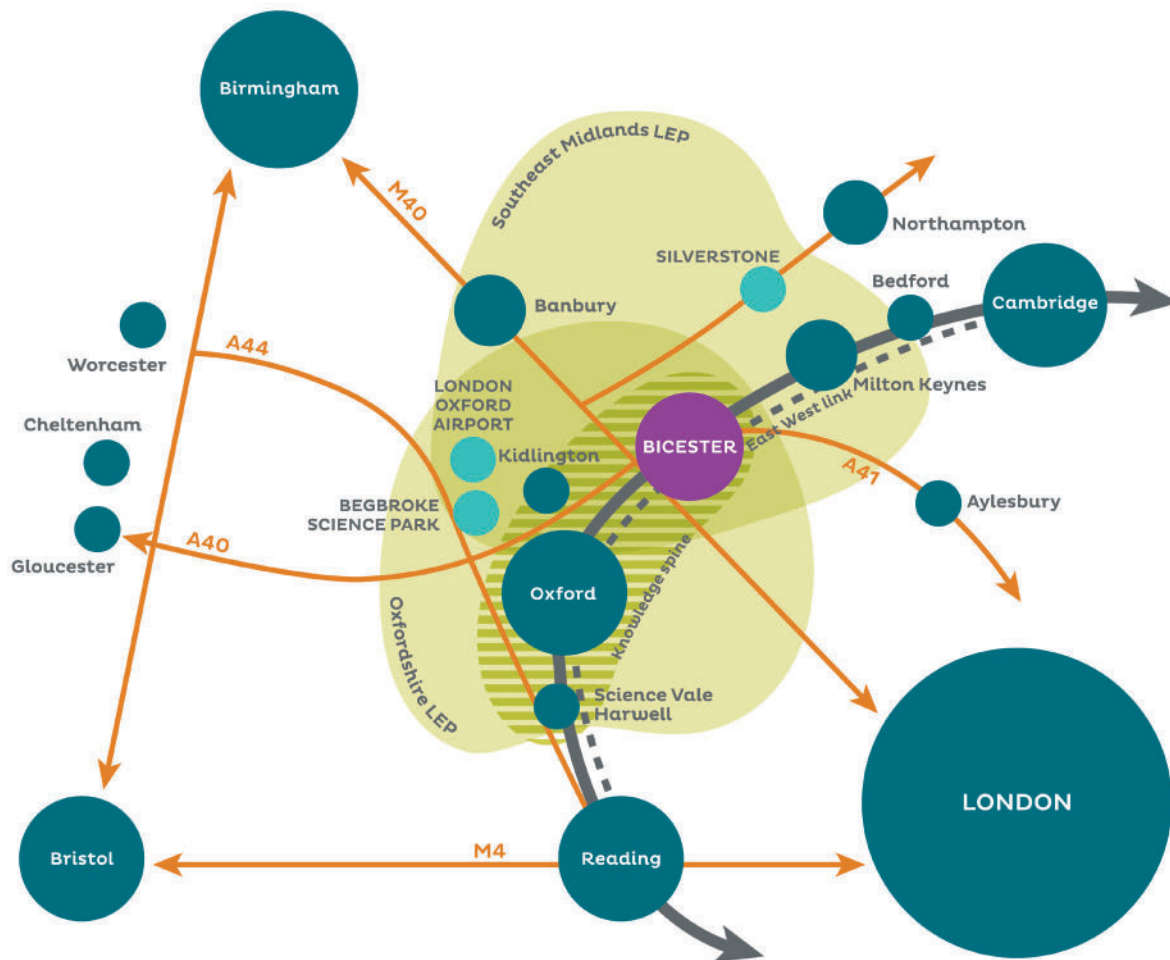 Birmingham
Southeast Midlands LEP
M40
Northampton
SILVERSTONE
Bedford
Cambridge
Banbury
Worcester
A44
Milton Keynes
LONDON
OXFORD
AIRPORT
East West link
Cheltenham
Kidlington
BICESTER
A41
BEGBROKE
SCIENCE PARK
Aylesbury
A40
Gloucester
Oxford
Knowledge spine
Oxfordshire LEP
Science Vale
Harwell
LONDON
Bristol
M4
Reading